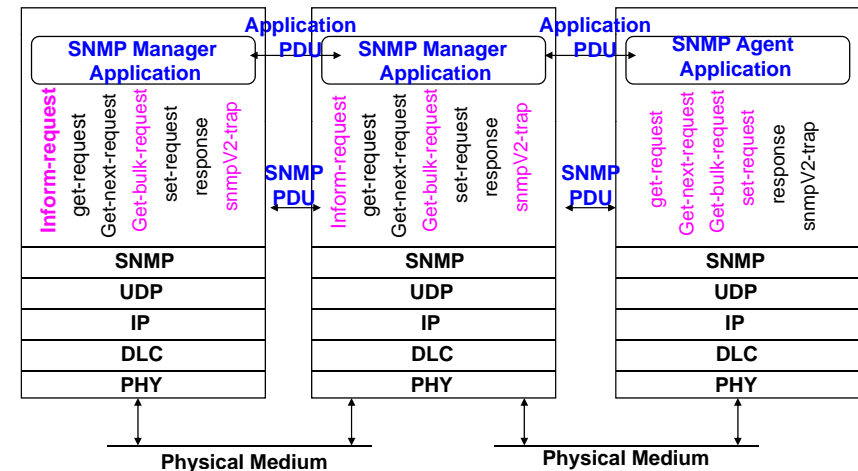 Application
PDU
Application
PDU
SNMP Manager
Application
SNMP Manager
Application
SNMP Agent
Application
Inform-request
get-request
Get-next-request
Get-bulk-request
set-request
response
snmpV2-trap
SNMP
PDU
Inform-request
get-request
Get-next-request
Get-bulk-request
set-request
response
snmpV2-trap
SNMP
PDU
get-request
Get-next-request
Get-bulk-request
set-request
response
snmpV2-trap
SNMP
UDP
IP
DLC
PHY
SNMP
UDP
IP
DLC
PHY
SNMP
UDP
IP
DLC
PHY
Physical Medium
Physical Medium